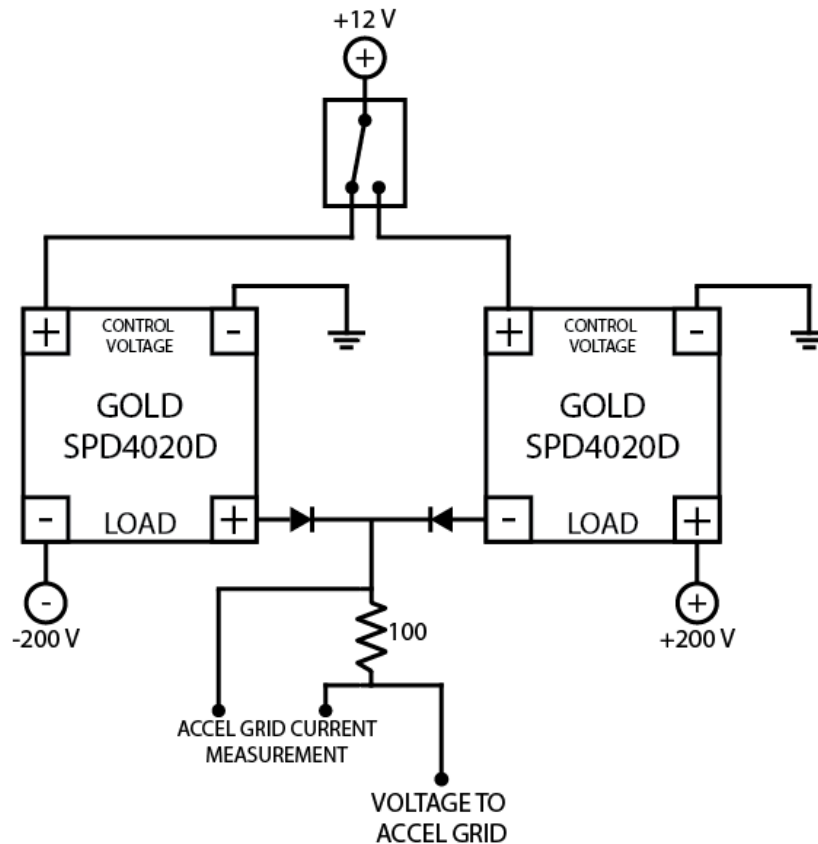 +12 V
+
+ CONTROL VOLTAGE -
GOLD
SPD4020D
- LOAD +
-
-200 V
+ CONTROL VOLTAGE -
GOLD
SPD4020D
- LOAD +
+
+200 V
100
ACCEL GRID CURRENT
MEASUREMENT
VOLTAGE TO
ACCEL GRID